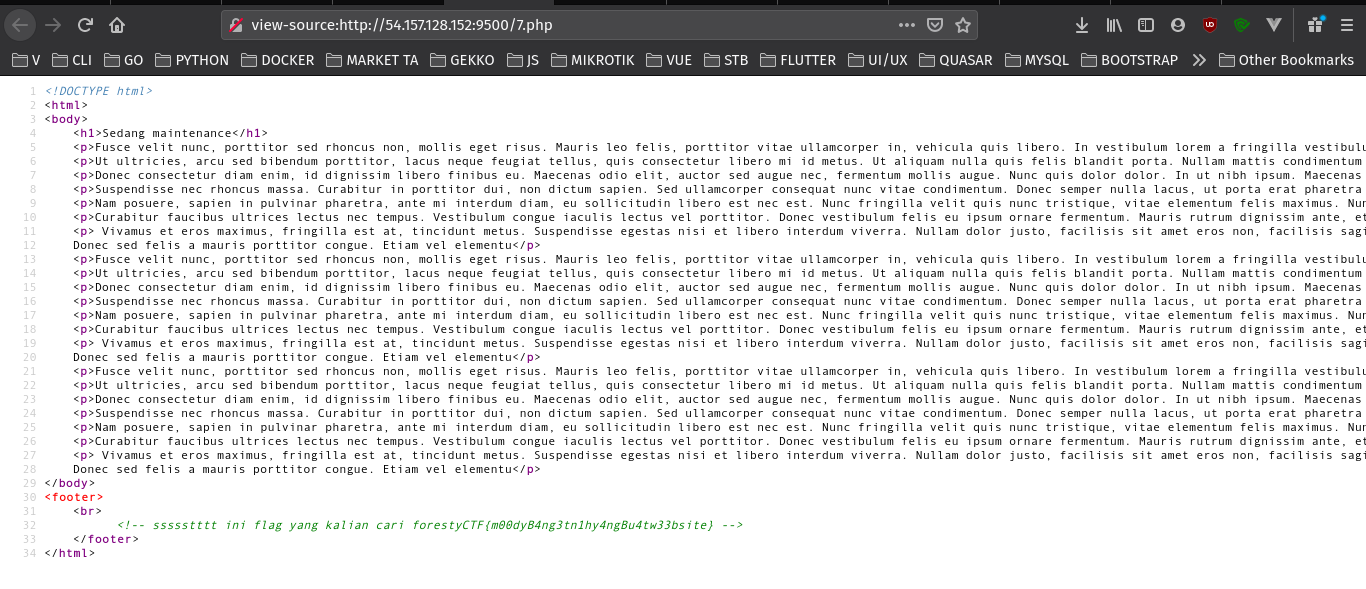 view-source:http://54.157.128.152:9500/7.php
V CLI GO PYTHON DOCKER MARKET TA GEKKO JS MIKROTIK VUE STB FLUTTER UI/UX QUASAR MYSQL BOOTSTRAP Other Bookmarks
1 <!DOCTYPE html>
2 <html>
3 <body>
4 <h1>Sedang maintenance</h1>
5 <p>Fusce velit nunc, porttitor sed rhoncus non, mollis eget risus. Mauris leo felis, porttitor vitae ullamcorper in, vehicula quis libero. In vestibulum lorem a fringilla vestibulu
6 <p>Ut ultricies, arcu sed bibendum porttitor, lacus neque feugiat tellus, quis consectetur libero mi id metus. Ut aliquam nulla quis felis blandit porta. Nullam mattis condimentum
7 <p>Donec consectetur diam enim, id dignissim libero finibus eu. Maecenas odio elit, auctor sed augue nec, fermentum mollis augue. Nunc quis dolor dolor. In ut nibh ipsum. Maecenas
8 <p>Suspendisse nec rhoncus massa. Curabitur in porttitor dui, non dictum sapien. Sed ullamcorper consequat nunc vitae condimentum. Donec semper nulla lacus, ut porta erat pharetra
9 <p>Nam posuere, sapien in pulvinar pharetra, ante mi interdum diam, eu sollicitudin libero est nec est. Nunc fringilla velit quis nunc tristique, vitae elementum felis maximus. Nun
10 <p>Curabitur faucibus ultrices lectus nec tempus. Vestibulum congue iaculis lectus vel porttitor. Donec vestibulum felis eu ipsum ornare fermentum. Mauris rutrum dignissim ante, et
11 <p> Vivamus et eros maximus, fringilla est at, tincidunt metus. Suspendisse egestas nisi et libero interdum viverra. Nullam dolor justo, facilisis sit amet eros non, facilisis sagi
12 Donec sed felis a mauris porttitor congue. Etiam vel elementu</p>
13 <p>Fusce velit nunc, porttitor sed rhoncus non, mollis eget risus. Mauris leo felis, porttitor vitae ullamcorper in, vehicula quis libero. In vestibulum lorem a fringilla vestibulu
14 <p>Ut ultricies, arcu sed bibendum porttitor, lacus neque feugiat tellus, quis consectetur libero mi id metus. Ut aliquam nulla quis felis blandit porta. Nullam mattis condimentum
15 <p>Donec consectetur diam enim, id dignissim libero finibus eu. Maecenas odio elit, auctor sed augue nec, fermentum mollis augue. Nunc quis dolor dolor. In ut nibh ipsum. Maecenas
16 <p>Suspendisse nec rhoncus massa. Curabitur in porttitor dui, non dictum sapien. Sed ullamcorper consequat nunc vitae condimentum. Donec semper nulla lacus, ut porta erat pharetra
17 <p>Nam posuere, sapien in pulvinar pharetra, ante mi interdum diam, eu sollicitudin libero est nec est. Nunc fringilla velit quis nunc tristique, vitae elementum felis maximus. Nun
18 <p>Curabitur faucibus ultrices lectus nec tempus. Vestibulum congue iaculis lectus vel porttitor. Donec vestibulum felis eu ipsum ornare fermentum. Mauris rutrum dignissim ante, et
19 <p> Vivamus et eros maximus, fringilla est at, tincidunt metus. Suspendisse egestas nisi et libero interdum viverra. Nullam dolor justo, facilisis sit amet eros non, facilisis sagi
20 Donec sed felis a mauris porttitor congue. Etiam vel elementu</p>
21 <p>Fusce velit nunc, porttitor sed rhoncus non, mollis eget risus. Mauris leo felis, porttitor vitae ullamcorper in, vehicula quis libero. In vestibulum lorem a fringilla vestibulu
22 <p>Ut ultricies, arcu sed bibendum porttitor, lacus neque feugiat tellus, quis consectetur libero mi id metus. Ut aliquam nulla quis felis blandit porta. Nullam mattis condimentum
23 <p>Donec consectetur diam enim, id dignissim libero finibus eu. Maecenas odio elit, auctor sed augue nec, fermentum mollis augue. Nunc quis dolor dolor. In ut nibh ipsum. Maecenas
24 <p>Suspendisse nec rhoncus massa. Curabitur in porttitor dui, non dictum sapien. Sed ullamcorper consequat nunc vitae condimentum. Donec semper nulla lacus, ut porta erat pharetra
25 <p>Nam posuere, sapien in pulvinar pharetra, ante mi interdum diam, eu sollicitudin libero est nec est. Nunc fringilla velit quis nunc tristique, vitae elementum felis maximus. Nun
26 <p>Curabitur faucibus ultrices lectus nec tempus. Vestibulum congue iaculis lectus vel porttitor. Donec vestibulum felis eu ipsum ornare fermentum. Mauris rutrum dignissim ante, et
27 <p> Vivamus et eros maximus, fringilla est at, tincidunt metus. Suspendisse egestas nisi et libero interdum viverra. Nullam dolor justo, facilisis sit amet eros non, facilisis sagi
28 Donec sed felis a mauris porttitor congue. Etiam vel elementu</p>
29 </body>
30 <footer>
31 <br>
32 <!-- ssssstttt ini flag yang kalian cari forestyCTF{m00dyB4ng3tn1hy4ngBu4tw33bsite} -->
33 </footer>
34 </html>